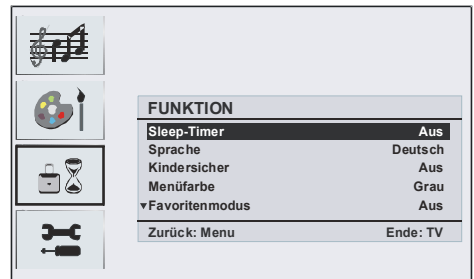 FUNKTION
Sleep-Timer Aus
Sprache Deutsch
Kindersicher Aus
Menüfarbe Grau
▼Favoritenmodus Aus
Zurück: Menu Ende: TV